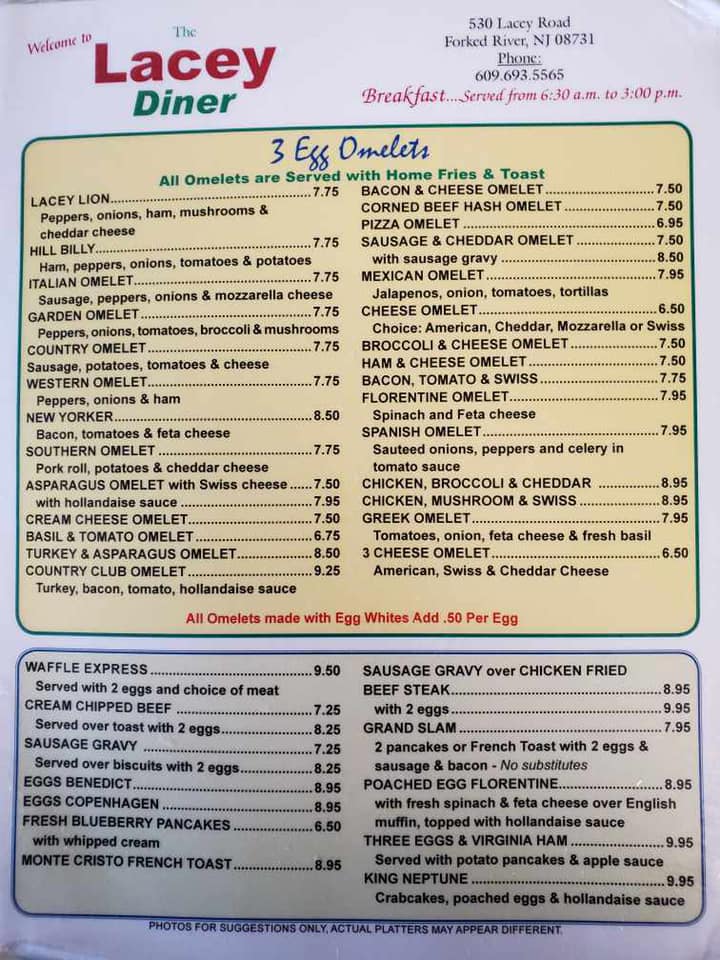 Welcome to
The
Lacey
Diner
530 Lacey Road
Forked River, NJ 08731
Phone:
609.693.5565
Breakfast...Served from 6:30 a.m. to 3:00 p.m.
3 Egg Omelets
All Omelets are Served with Home Fries & Toast
LACEY LION 7.75
Peppers, onions, ham, mushrooms &
cheddar cheese
HILL BILLY 7.75
Ham, peppers, onions, tomatoes & potatoes
ITALIAN OMELET 7.75
Sausage, peppers, onions & mozzarella cheese
GARDEN OMELET 7.75
Peppers, onions, tomatoes, broccoli & mushrooms
COUNTRY OMELET 7.75
Sausage, potatoes, tomatoes & cheese
WESTERN OMELET 7.75
Peppers, onions & ham
NEW YORKER 8.50
Bacon, tomatoes & feta cheese
SOUTHERN OMELET 7.75
Pork roll, potatoes & cheddar cheese
ASPARAGUS OMELET with Swiss cheese 7.50
with hollandaise sauce 7.95
CREAM CHEESE OMELET 7.50
BASIL & TOMATO OMELET 6.75
TURKEY & ASPARAGUS OMELET 8.50
COUNTRY CLUB OMELET 9.25
Turkey, bacon, tomato, hollandaise sauce
BACON & CHEESE OMELET 7.50
CORNED BEEF HASH OMELET 7.50
PIZZA OMELET 6.95
SAUSAGE & CHEDDAR OMELET 7.50
with sausage gravy 8.50
MEXICAN OMELET 7.95
Jalapenos, onion, tomatoes, tortillas
CHEESE OMELET 6.50
Choice: American, Cheddar, Mozzarella or Swiss
BROCCOLI & CHEESE OMELET 7.50
HAM & CHEESE OMELET 7.50
BACON, TOMATO & SWISS 7.75
FLORENTINE OMELET 7.95
Spinach and Feta cheese
SPANISH OMELET 7.95
Sauteed onions, peppers and celery in
tomato sauce
CHICKEN, BROCCOLI & CHEDDAR 8.95
CHICKEN, MUSHROOM & SWISS 8.95
GREEK OMELET 7.95
Tomatoes, onion, feta cheese & fresh basil
3 CHEESE OMELET 6.50
American, Swiss & Cheddar Cheese
All Omelets made with Egg Whites Add .50 Per Egg
WAFFLE EXPRESS 9.50
Served with 2 eggs and choice of meat
CREAM CHIPPED BEEF 7.25
Served over toast with 2 eggs 8.25
SAUSAGE GRAVY 7.25
Served over biscuits with 2 eggs 8.25
EGGS BENEDICT 8.95
EGGS COPENHAGEN 8.95
FRESH BLUEBERRY PANCAKES 6.50
with whipped cream
MONTE CRISTO FRENCH TOAST 8.95
SAUSAGE GRAVY over CHICKEN FRIED
BEEF STEAK 8.95
with 2 eggs 9.95
GRAND SLAM 7.95
2 pancakes or French Toast with 2 eggs &
sausage & bacon - No substitutes
POACHED EGG FLORENTINE 8.95
with fresh spinach & feta cheese over English
muffin, topped with hollandaise sauce
THREE EGGS & VIRGINIA HAM 9.95
Served with potato pancakes & apple sauce
KING NEPTUNE 9.95
Crabcakes, poached eggs & hollandaise sauce
PHOTOS FOR SUGGESTIONS ONLY, ACTUAL PLATTERS MAY APPEAR DIFFERENT.